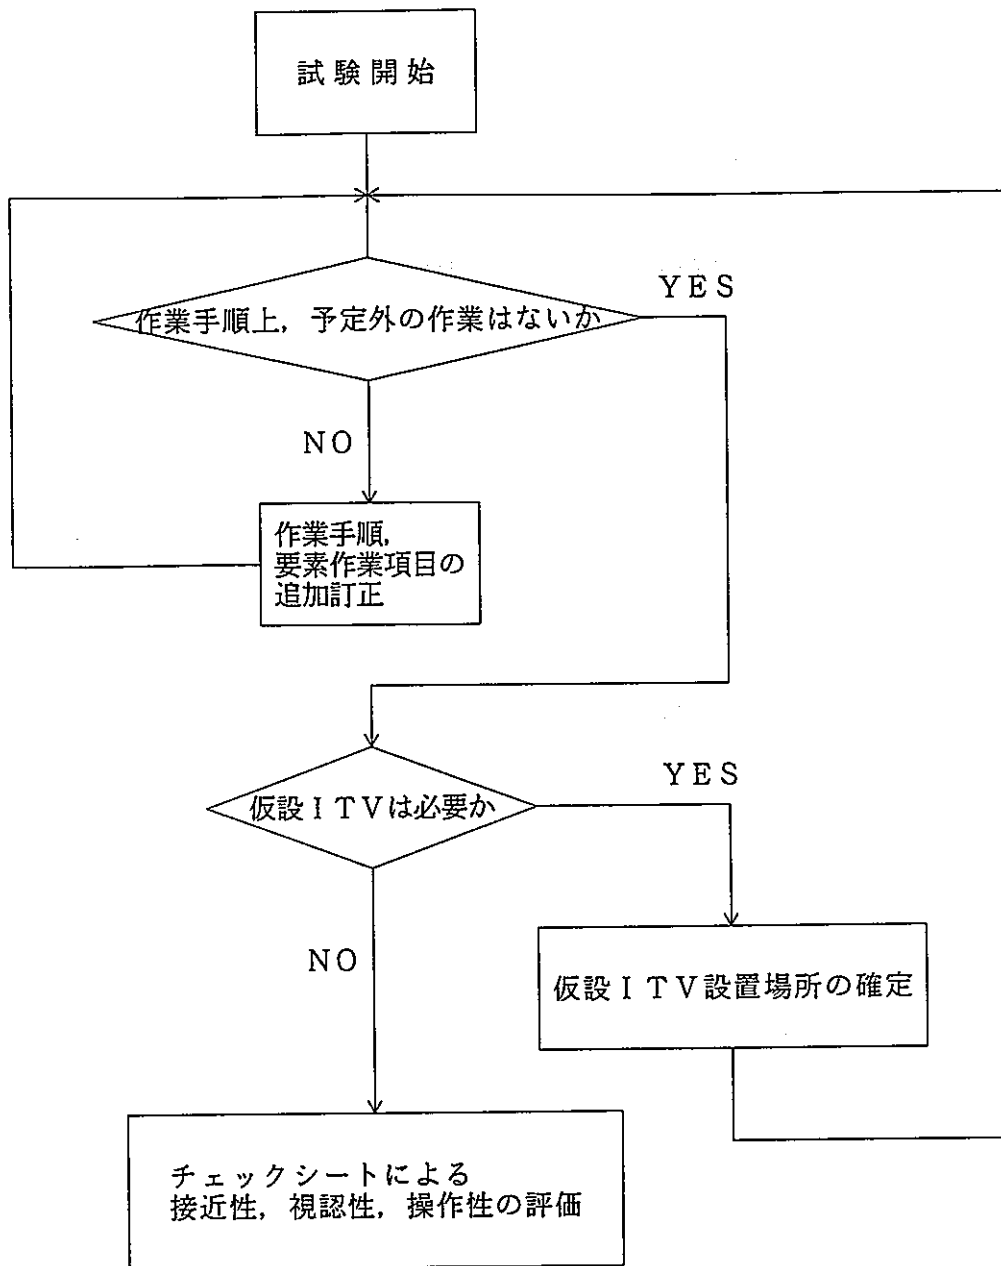 試験開始
作業手順上，予定外の作業はないか
YES
NO
作業手順，
要素作業項目の
追加訂正
仮設ＩＴＶは必要か
YES
NO
仮設ＩＴＶ設置場所の確定
チェックシートによる
接近性，視認性，操作性の評価